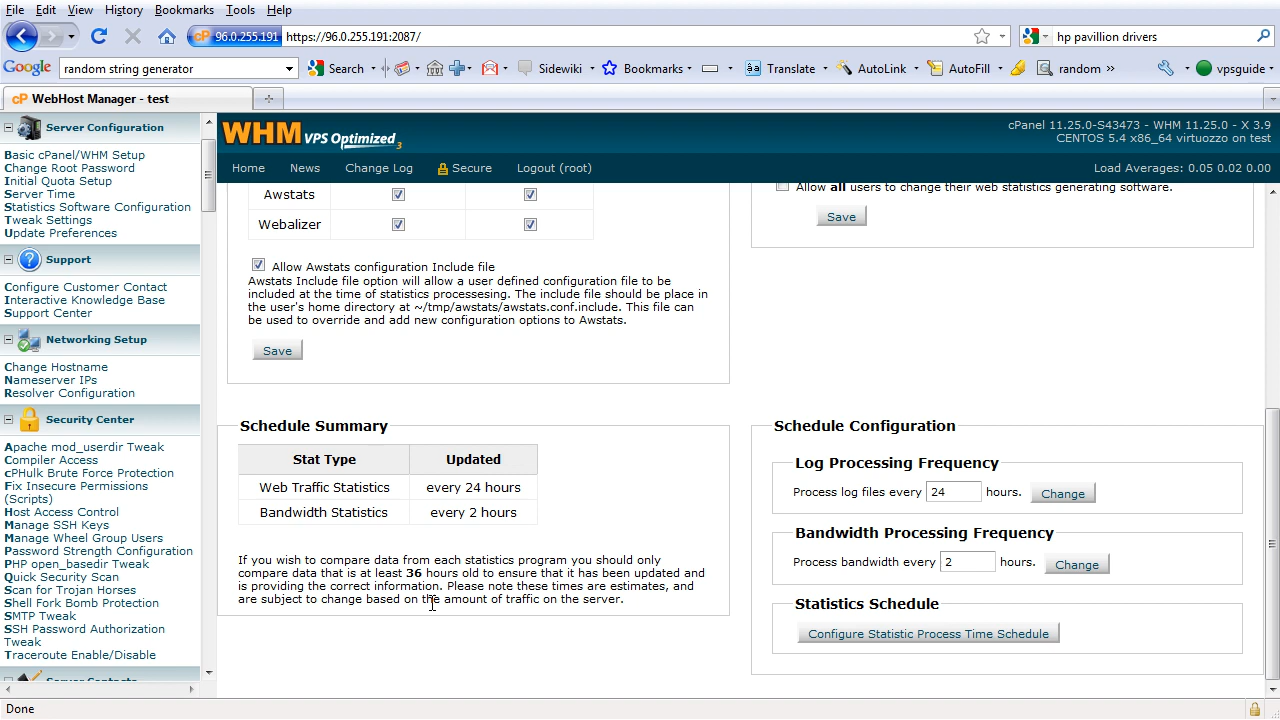 File Edit View History Bookmarks Tools Help
cP 96.0.255.191 https://96.0.255.191:2087/ hp pavillion drivers
Google random string generator Search Sidewiki Bookmarks Translate AutoLink AutoFill random » vpsguide
cP WebHost Manager - test
Server Configuration
Basic cPanel/WHM Setup
Change Root Password
Initial Quota Setup
Server Time
Statistics Software Configuration
Tweak Settings
Update Preferences
Support
Configure Customer Contact
Interactive Knowledge Base
Support Center
Networking Setup
Change Hostname
Nameserver IPs
Resolver Configuration
Security Center
Apache mod_userdir Tweak
Compiler Access
cPHulk Brute Force Protection
Fix Insecure Permissions
(Scripts)
Host Access Control
Manage SSH Keys
Manage Wheel Group Users
Password Strength Configuration
PHP open_basedir Tweak
Quick Security Scan
Scan for Trojan Horses
Shell Fork Bomb Protection
SMTP Tweak
SSH Password Authorization
Tweak
Traceroute Enable/Disable
Server Contacts
WHM VPS Optimized 3
cPanel 11.25.0-S43473 - WHM 11.25.0 - X 3.9
CENTOS 5.4 x86_64 virtuozzo on test
Home News Change Log Secure Logout (root) Load Averages: 0.05 0.02 0.00
Awstats
Webalizer
Allow Awstats configuration Include file
Awstats Include file option will allow a user defined configuration file to be
included at the time of statistics processesing. The include file should be place in
the user's home directory at ~/tmp/awstats/awstats.conf.include. This file can
be used to override and add new configuration options to Awstats.
Save
Allow all users to change their web statistics generating software.
Save
Schedule Summary
Stat Type Updated
Web Traffic Statistics every 24 hours
Bandwidth Statistics every 2 hours
If you wish to compare data from each statistics program you should only
compare data that is at least 36 hours old to ensure that it has been updated and
is providing the correct information. Please note these times are estimates, and
are subject to change based on the amount of traffic on the server.
Schedule Configuration
Log Processing Frequency
Process log files every 24 hours. Change
Bandwidth Processing Frequency
Process bandwidth every 2 hours. Change
Statistics Schedule
Configure Statistic Process Time Schedule
Done